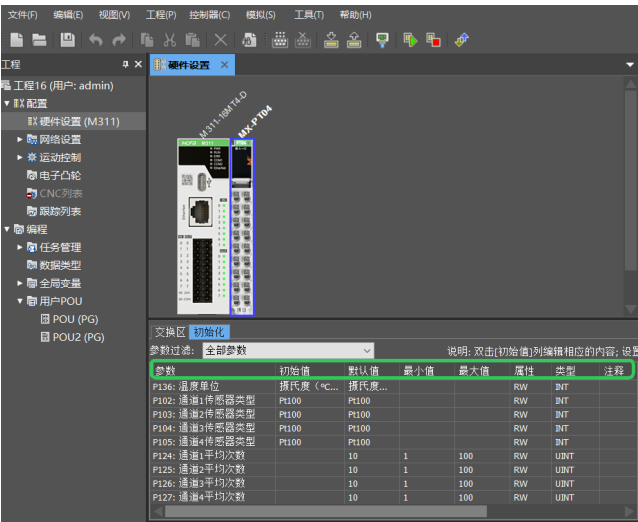 文件(F) 编辑(E) 视图(V) 工程(P) 控制器(C) 模拟(S) 工具(T) 帮助(H)
工程
硬件设置
工程16 (用户: admin)
配置
硬件设置 (M311)
网络设置
运动控制
电子凸轮
CNC列表
跟踪列表
编程
任务管理
数据类型
全局变量
用户POU
POU (PG)
POU2 (PG)
M311-16MT4-D
MX-PT04
M311
Ethernet
交换区 初始化
参数过滤: 全部参数 说明: 双击[初始值]列编辑相应的内容; 设置
参数 初始值 默认值 最小值 最大值 属性 类型 注释
P136: 温度单位 摄氏度 (℃... 摄氏度... RW INT
P102: 通道1传感器类型 Pt100 Pt100 RW INT
P103: 通道2传感器类型 Pt100 Pt100 RW INT
P104: 通道3传感器类型 Pt100 Pt100 RW INT
P105: 通道4传感器类型 Pt100 Pt100 RW INT
P124: 通道1平均次数 10 1 100 RW UINT
P125: 通道2平均次数 10 1 100 RW UINT
P126: 通道3平均次数 10 1 100 RW UINT
P127: 通道4平均次数 10 1 100 RW UINT